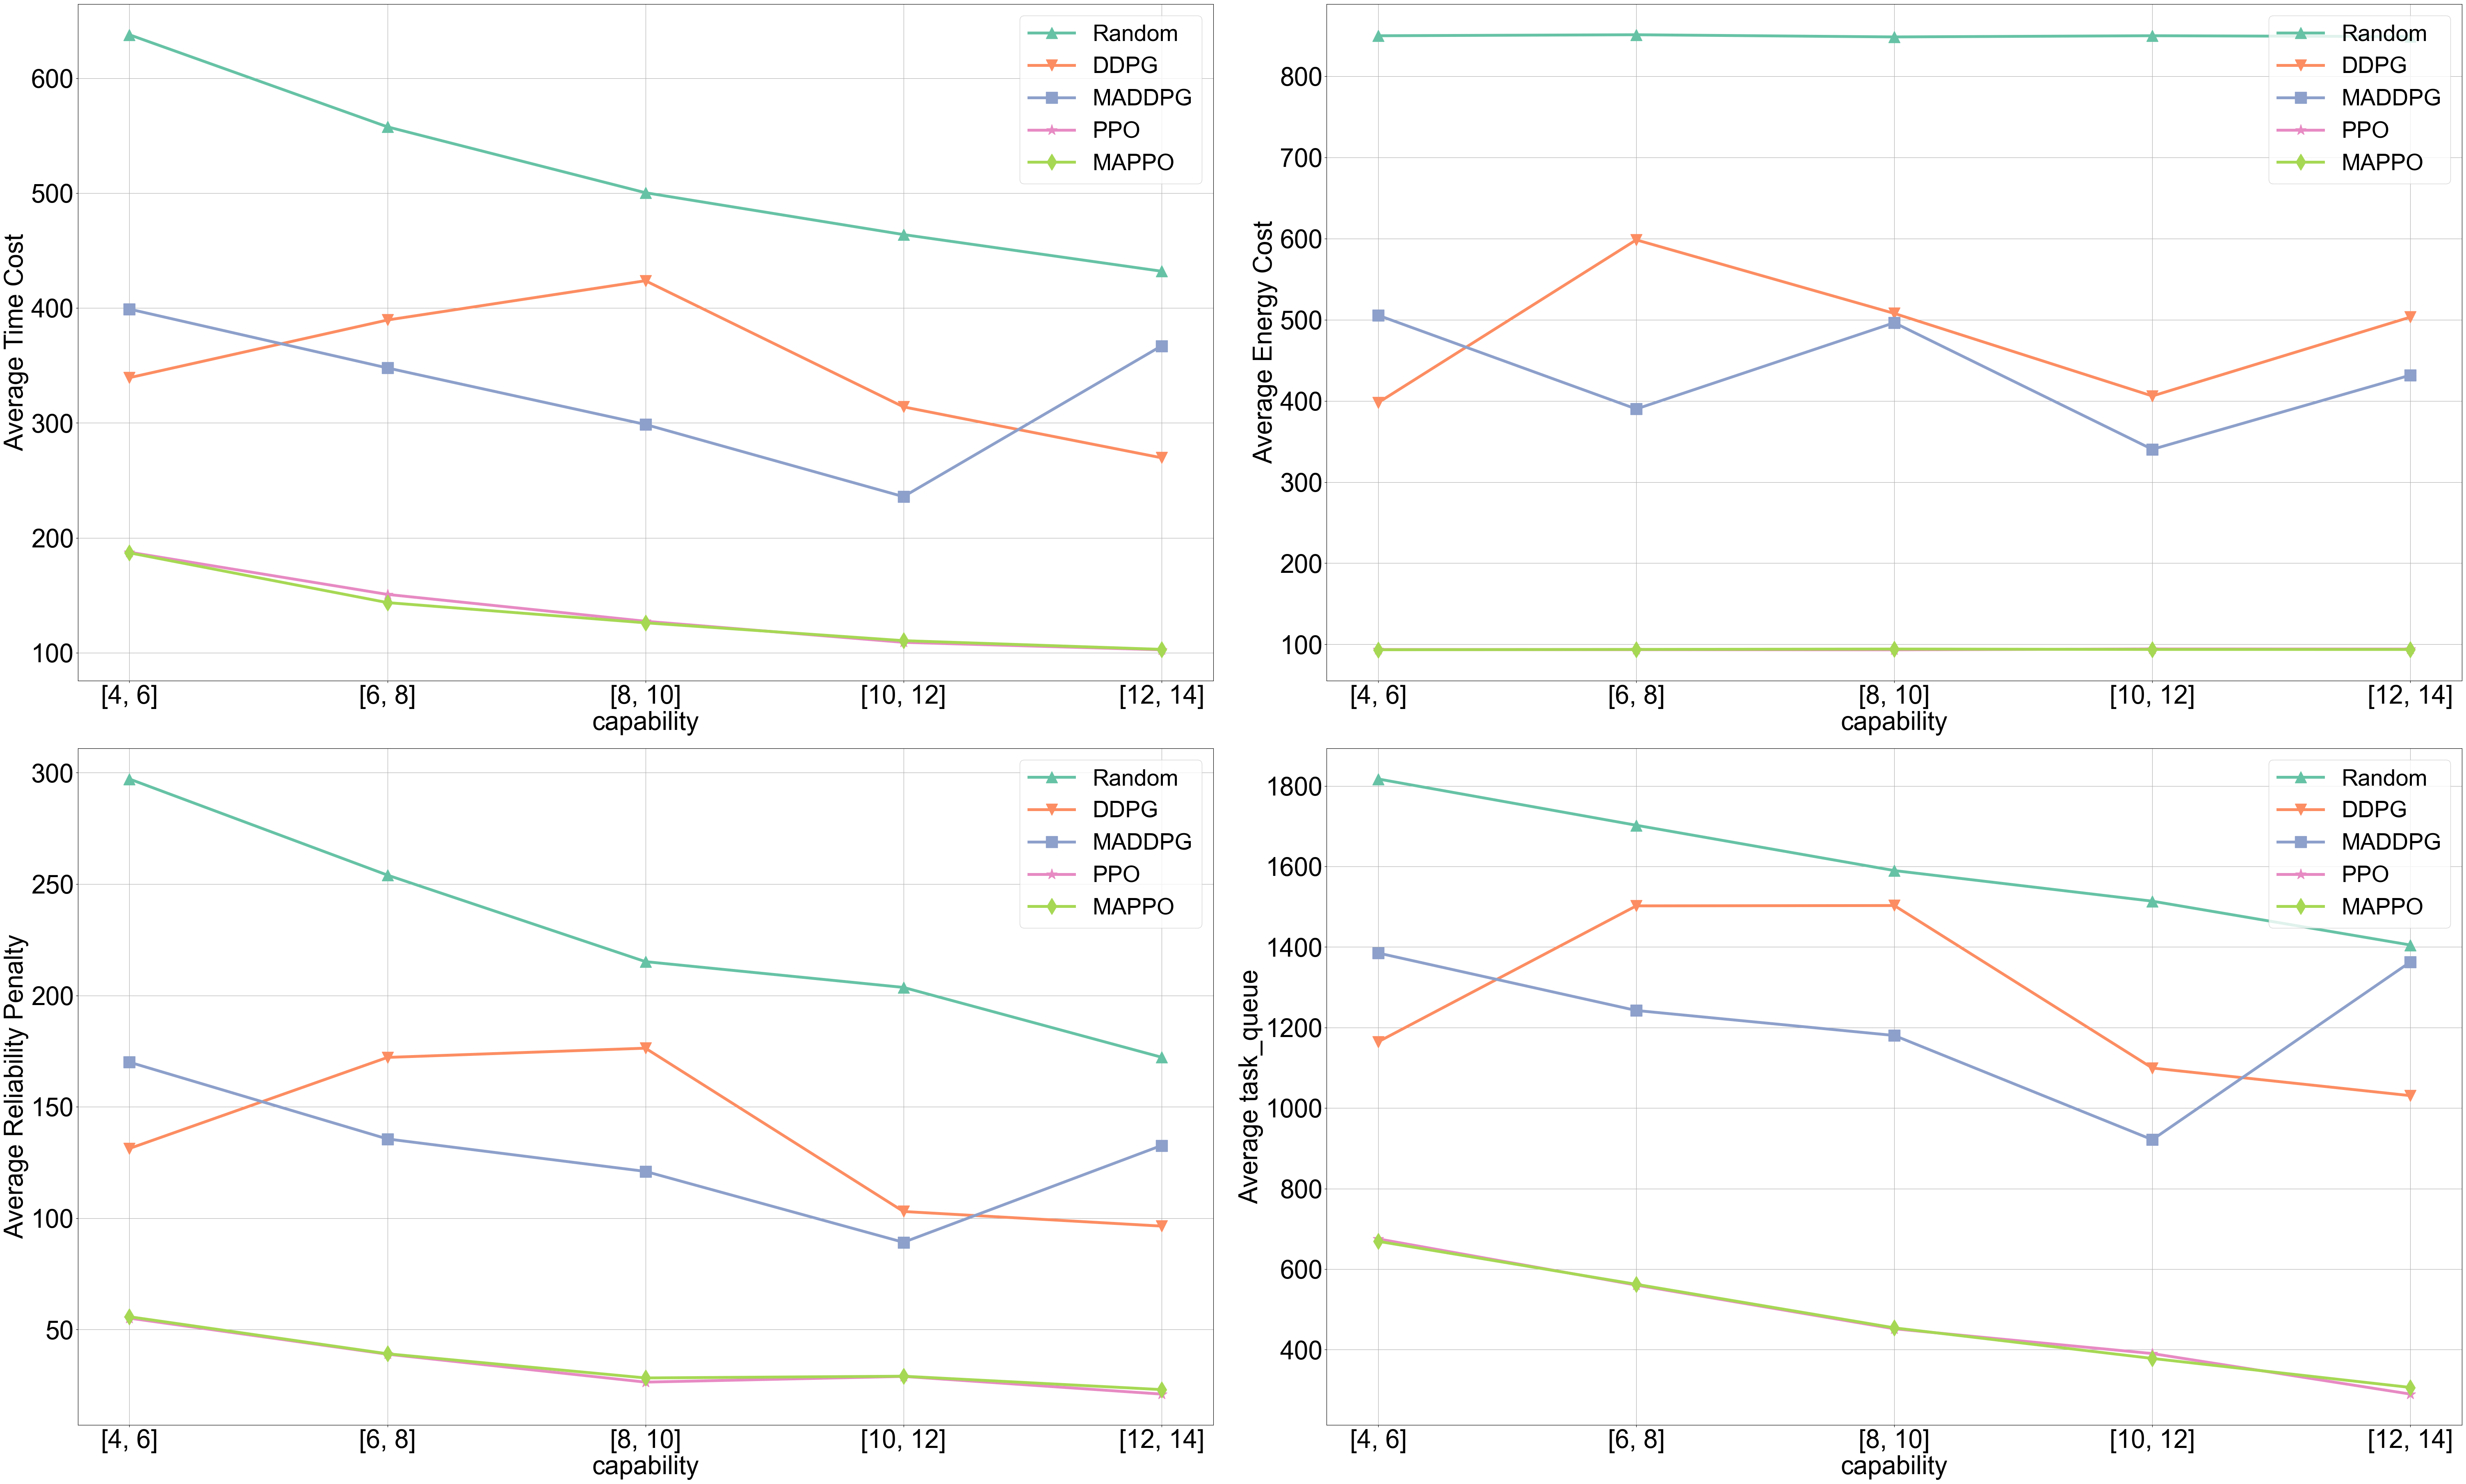 Average Time Cost
600
500
400
300
200
100
[4, 6]
[6, 8]
[8, 10]
[10, 12]
[12, 14]
capability
Random
DDPG
MADDPG
PPO
MAPPO
Average Energy Cost
800
700
600
500
400
300
200
100
[4, 6]
[6, 8]
[8, 10]
[10, 12]
[12, 14]
capability
Random
DDPG
MADDPG
PPO
MAPPO
Average Reliability Penalty
300
250
200
150
100
50
[4, 6]
[6, 8]
[8, 10]
[10, 12]
[12, 14]
capability
Random
DDPG
MADDPG
PPO
MAPPO
Average task_queue
1800
1600
1400
1200
1000
800
600
400
[4, 6]
[6, 8]
[8, 10]
[10, 12]
[12, 14]
capability
Random
DDPG
MADDPG
PPO
MAPPO